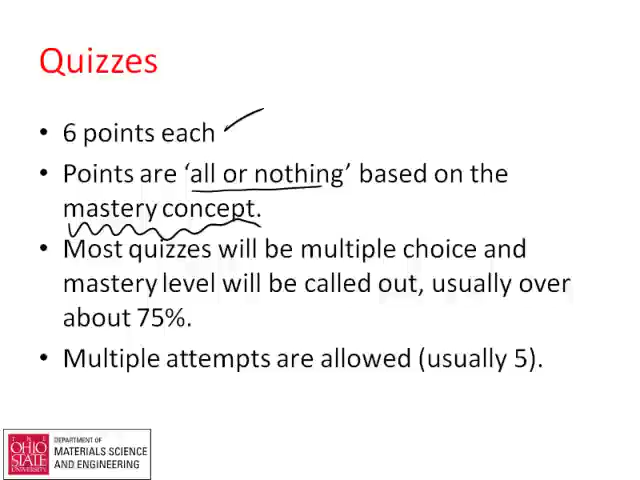 Quizzes
• 6 points each
• Points are ‘all or nothing’ based on the
mastery concept.
• Most quizzes will be multiple choice and
mastery level will be called out, usually over
about 75%.
• Multiple attempts are allowed (usually 5).
THE
OHIO
STATE
UNIVERSITY
DEPARTMENT OF
MATERIALS SCIENCE
AND ENGINEERING